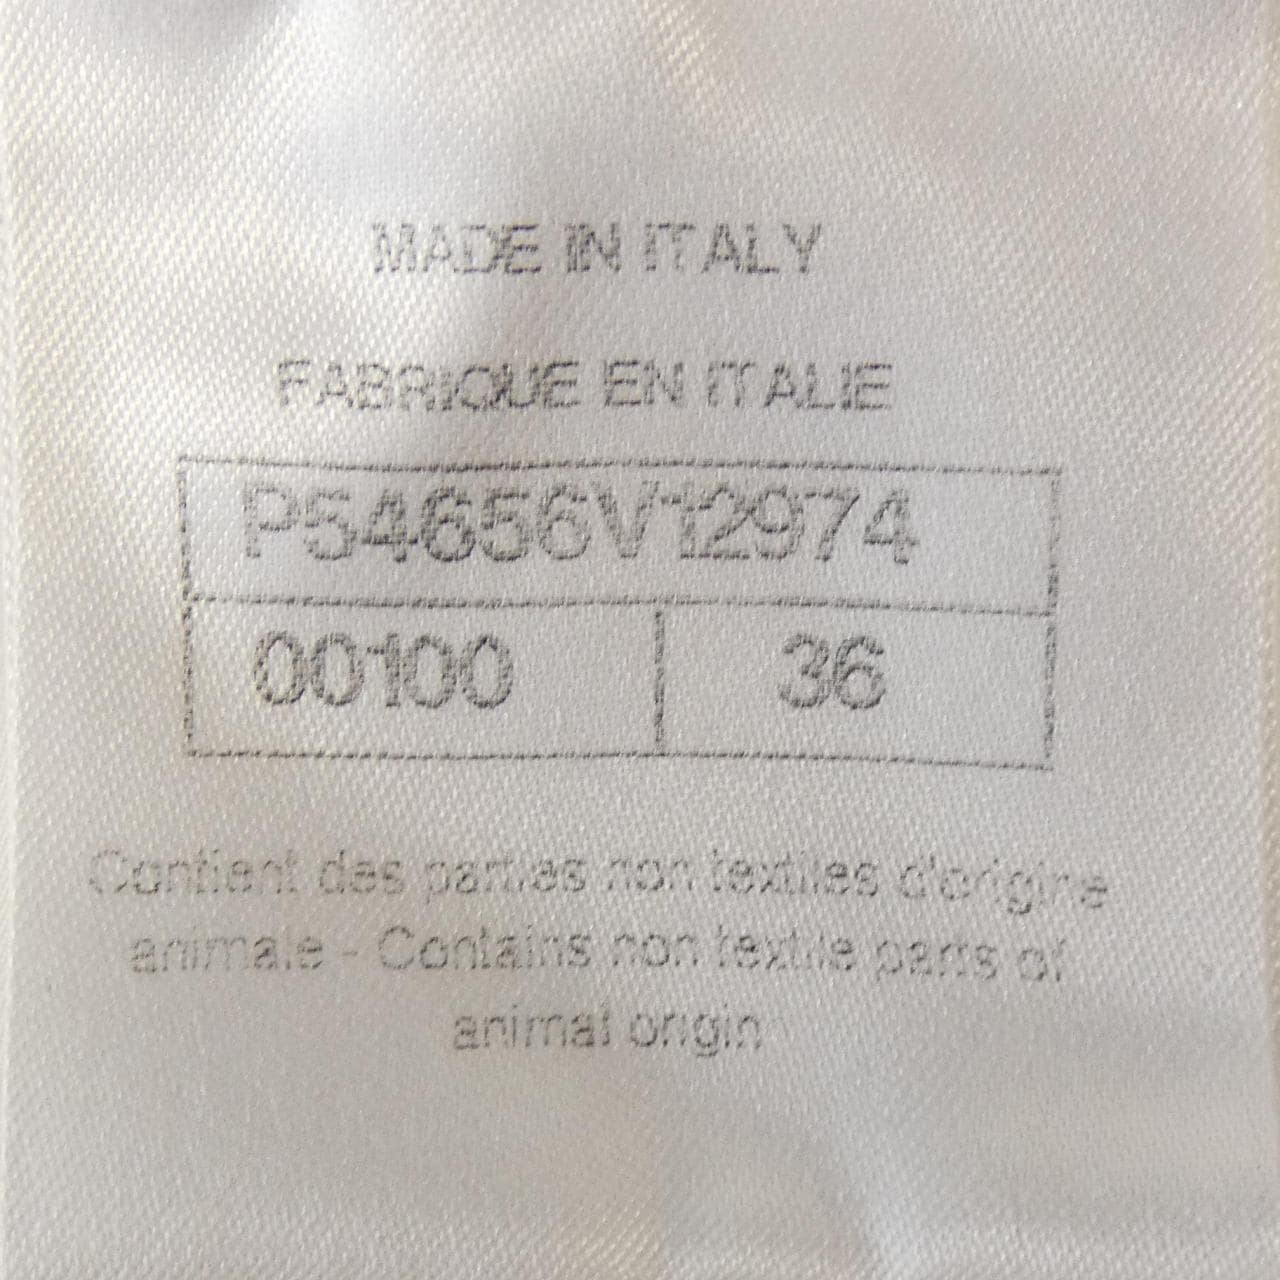 MADE IN ITALY
FABRIQUE EN ITALIE
P54656V12974
00100 36
Contient des parties non textiles d'origine
animale - Contains non textile parts of
animal origin